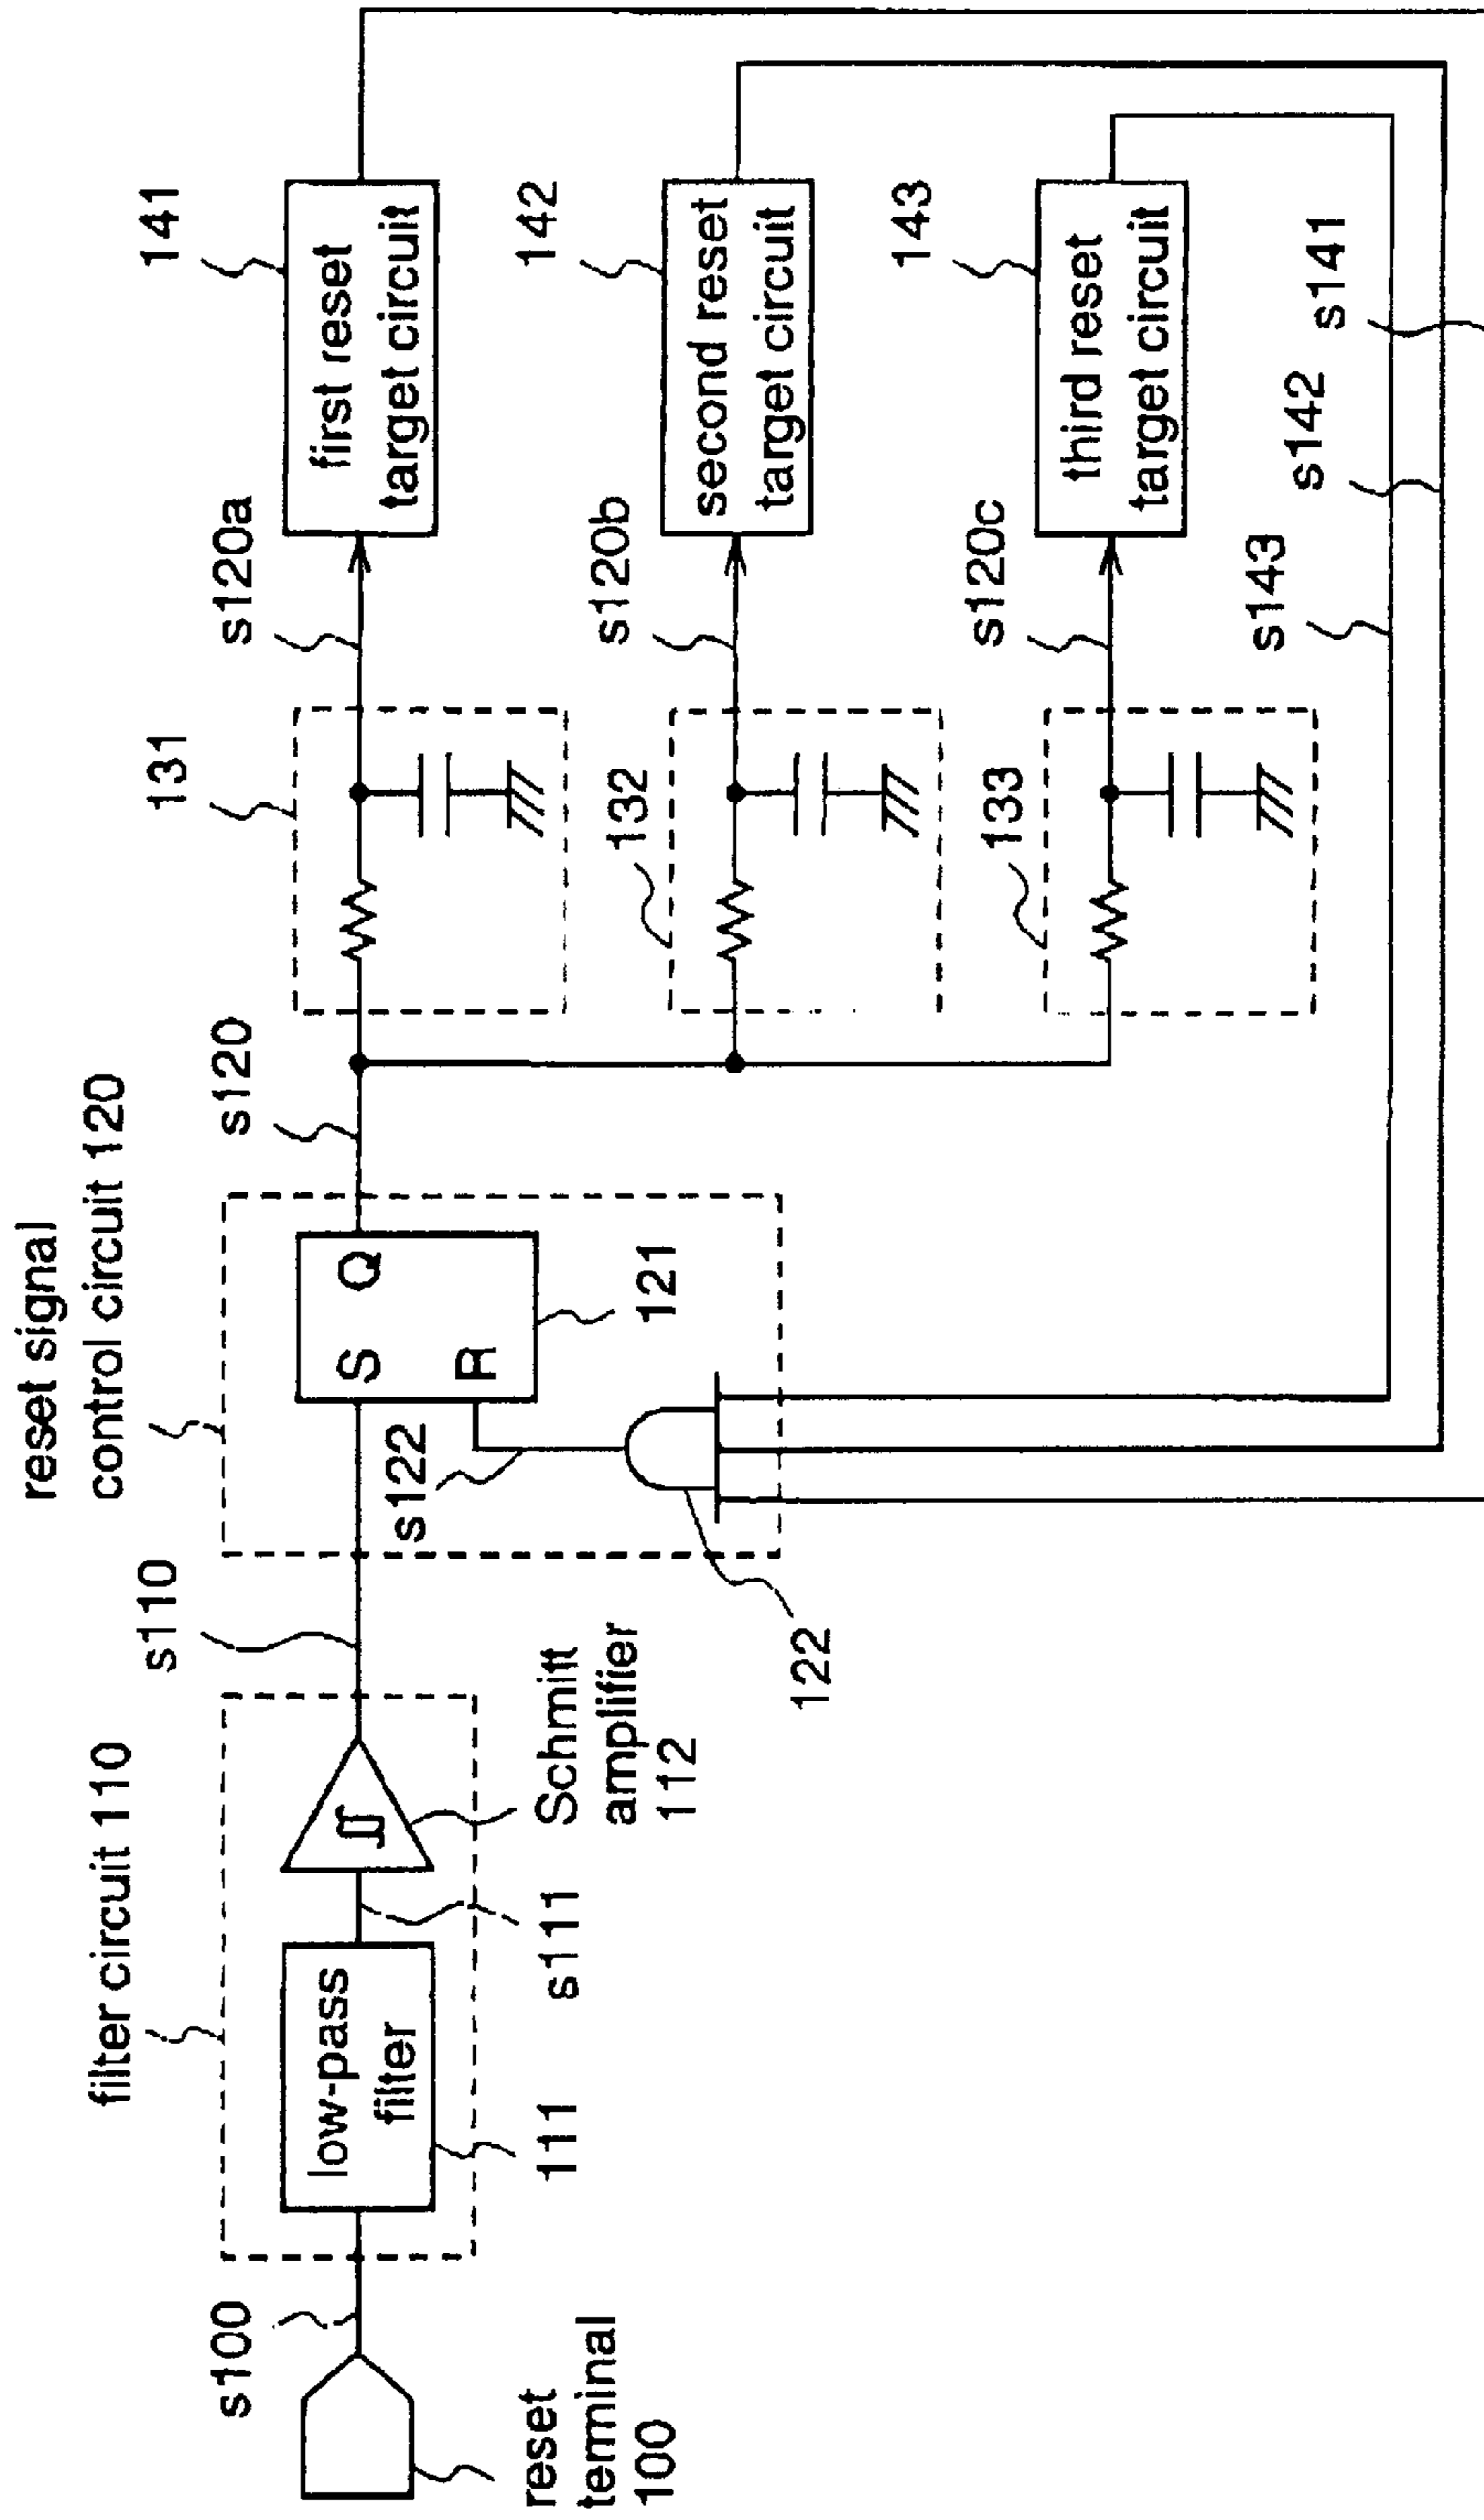 reset signal
control circuit 120
filter circuit 110
s100
s110
s120
131
s120a
141
low-pass
filter
S
Q
R
first reset
target circuit
s122
121
132
s120b
142
reset
terminal
100
111
s111
Schmitt
amplifier
112
122
second reset
target circuit
133
s120c
143
third reset
target circuit
s143
s142
s141